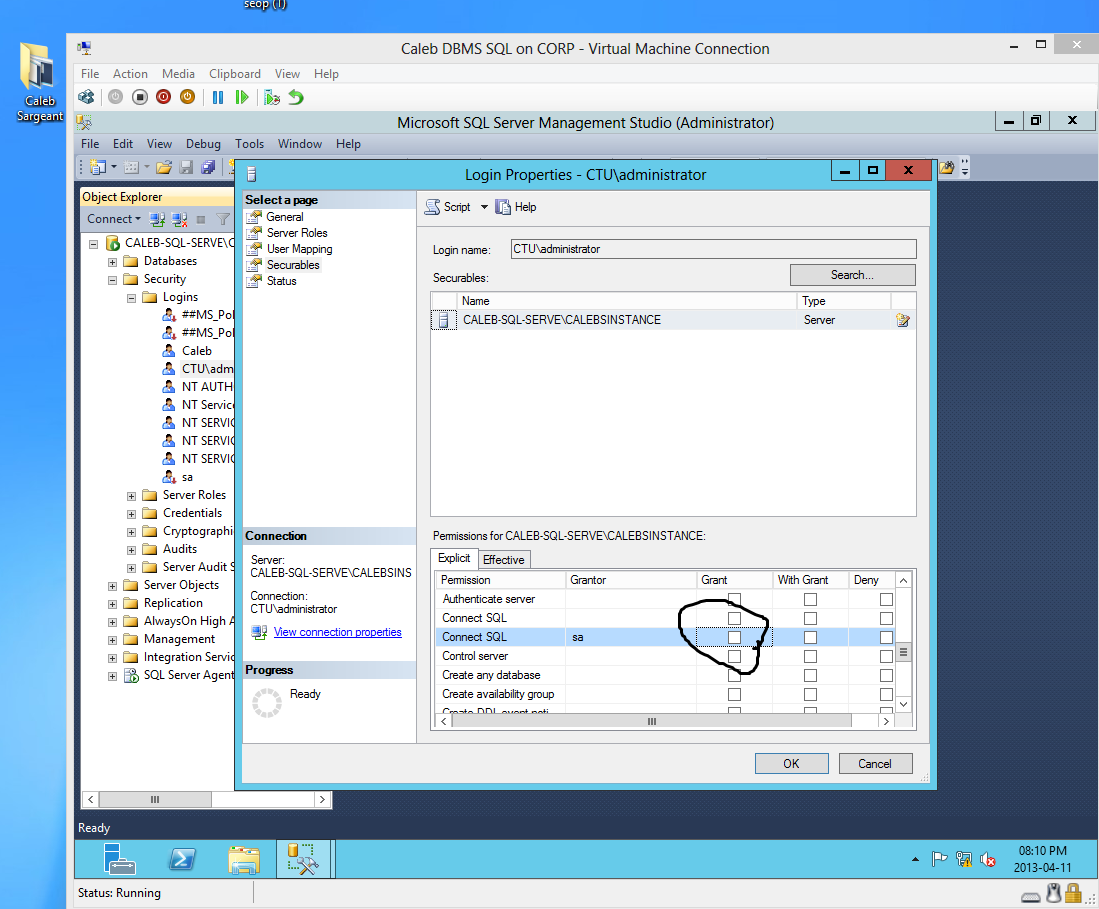 seop (1)
Caleb DBMS SQL on CORP - Virtual Machine Connection
Caleb
Sargeant
File Action Media Clipboard View Help
Microsoft SQL Server Management Studio (Administrator)
File Edit View Debug Tools Window Help
Object Explorer
Connect
CALEB-SQL-SERVE\C
Databases
Security
Logins
##MS_Pol
##MS_Pol
Caleb
CTU\adm
NT AUTH
NT Service
NT SERVIC
NT SERVIC
NT SERVIC
sa
Server Roles
Credentials
Cryptographi
Audits
Server Audit S
Server Objects
Replication
AlwaysOn High A
Management
Integration Servic
SQL Server Agent
Login Properties - CTU\administrator
Select a page
General
Server Roles
User Mapping
Securables
Status
Connection
Server:
CALEB-SQL-SERVE\CALEBSINS
Connection:
CTU\administrator
View connection properties
Progress
Ready
Script Help
Login name: CTU\administrator
Securables: Search...
Name Type
CALEB-SQL-SERVE\CALEBSINSTANCE Server
Permissions for CALEB-SQL-SERVE\CALEBSINSTANCE:
Explicit Effective
Permission Grantor Grant With Grant Deny
Authenticate server
Connect SQL
Connect SQL sa
Control server
Create any database
Create availability group
Create DDL event noti
OK Cancel
Ready
08:10 PM
2013-04-11
Status: Running